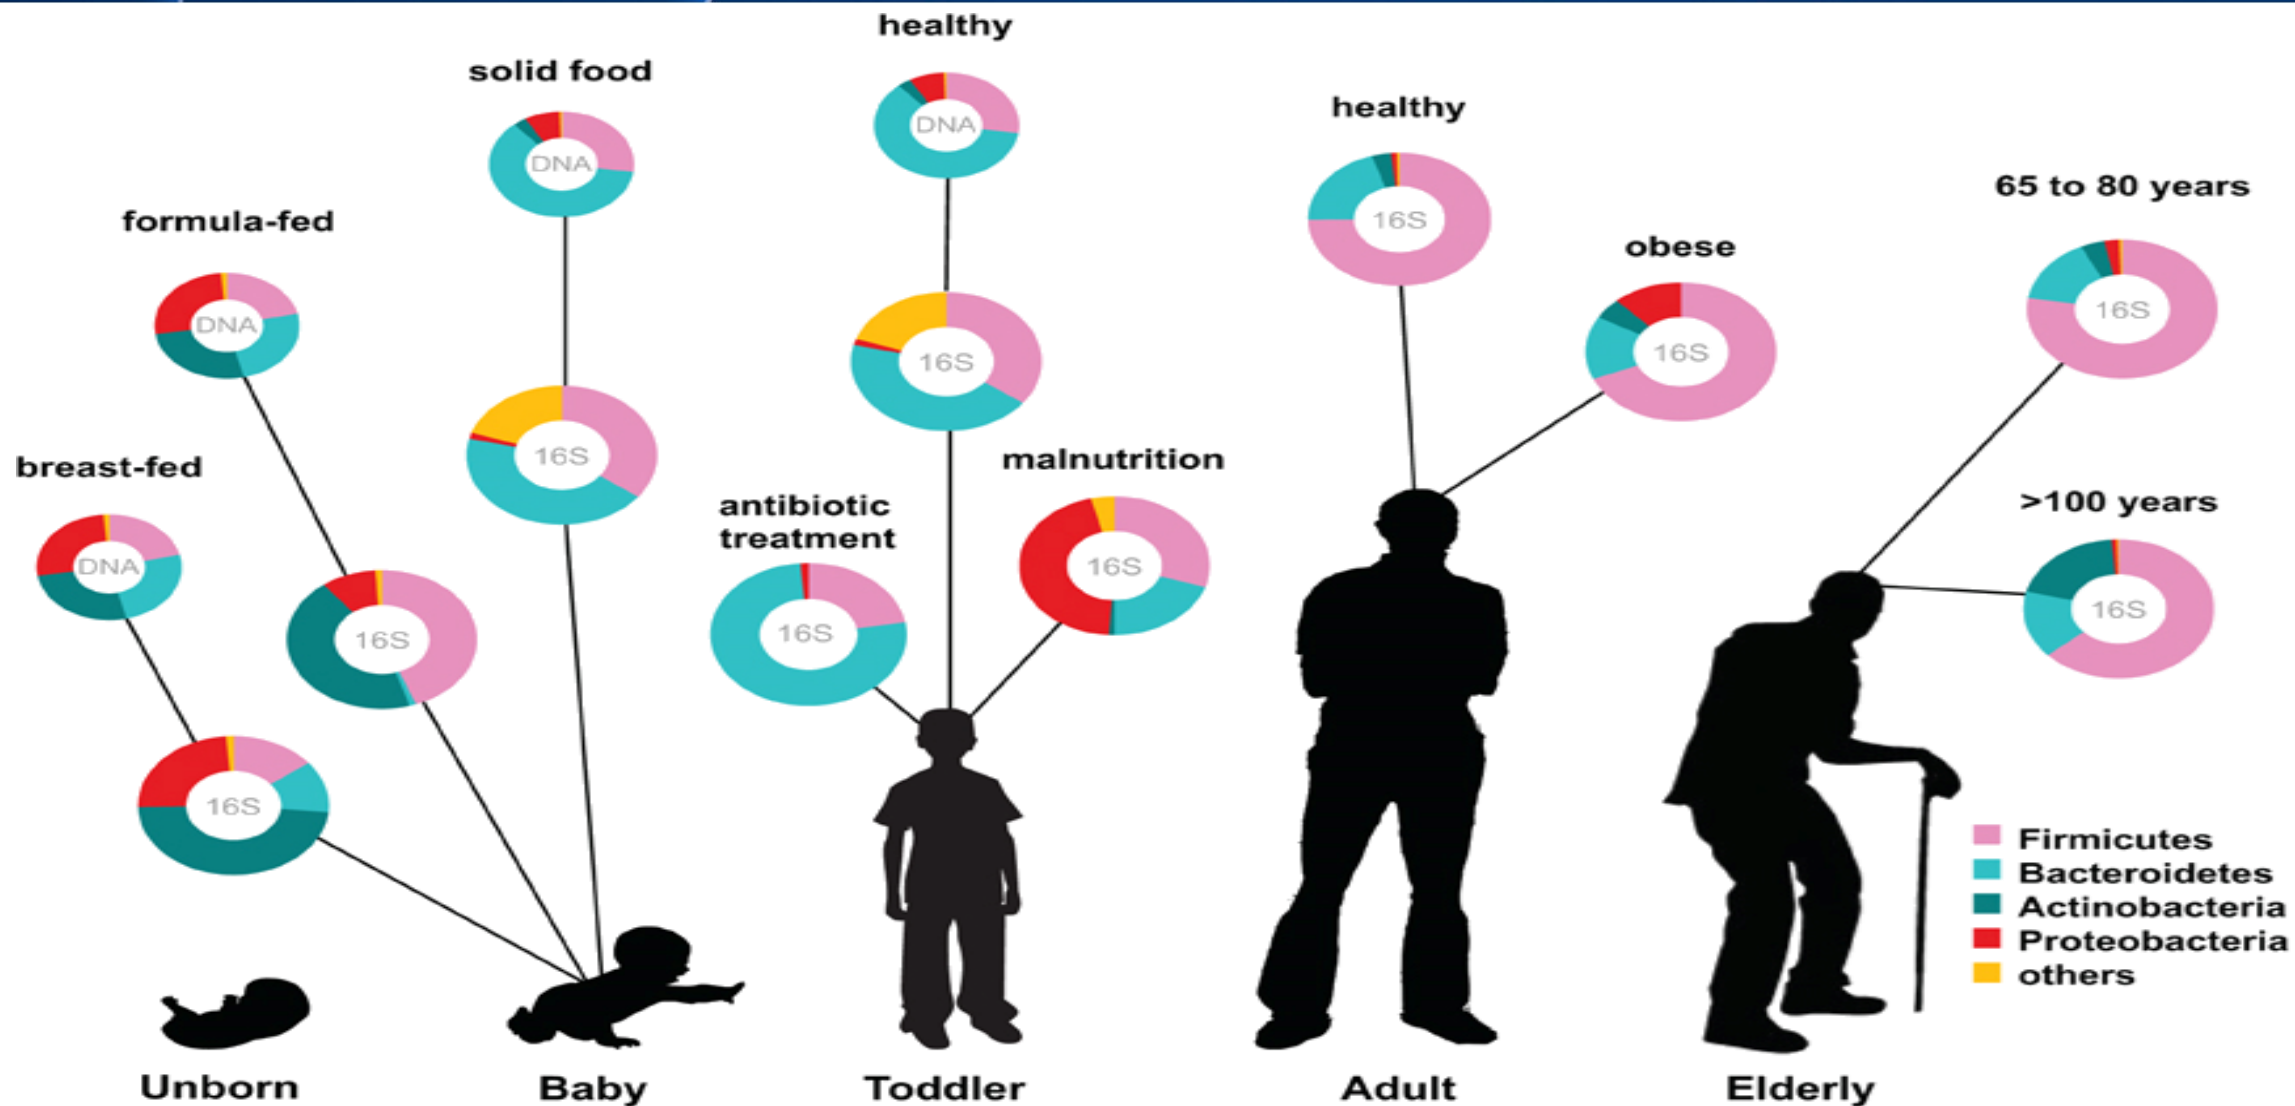 healthy
solid food
DNA
DNA
healthy
formula-fed
65 to 80 years
16S
obese
DNA
16S
16S
16S
breast-fed
malnutrition
16S
antibiotic
treatment
>100 years
DNA
16S
16S
16S
16S
16S
Firmicutes
Bacteroidetes
Actinobacteria
Proteobacteria
others
Unborn
Baby
Toddler
Adult
Elderly